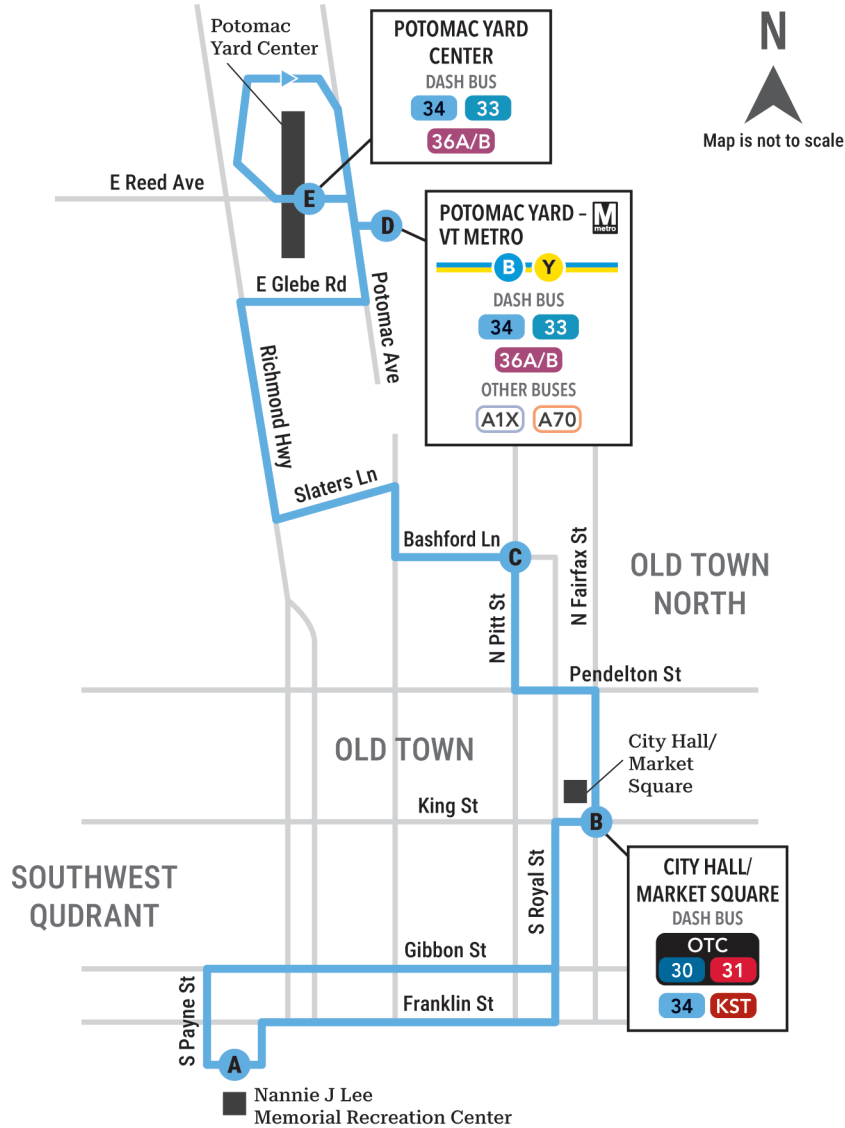 Potomac
Yard Center
POTOMAC YARD
CENTER
DASH BUS
34 33
36A/B
N
Map is not to scale
E Reed Ave
E
D
POTOMAC YARD –
VT METRO
M
metro
B Y
DASH BUS
34 33
36A/B
OTHER BUSES
A1X A70
E Glebe Rd
Potomac Ave
Richmond Hwy
Slaters Ln
Bashford Ln
C
N Pitt St
N Fairfax St
OLD TOWN
NORTH
Pendelton St
OLD TOWN
City Hall/
Market
Square
King St
B
SOUTHWEST
QUDRANT
S Royal St
CITY HALL/
MARKET SQUARE
DASH BUS
OTC
30 31
34 KST
Gibbon St
Franklin St
S Payne St
A
Nannie J Lee
Memorial Recreation Center